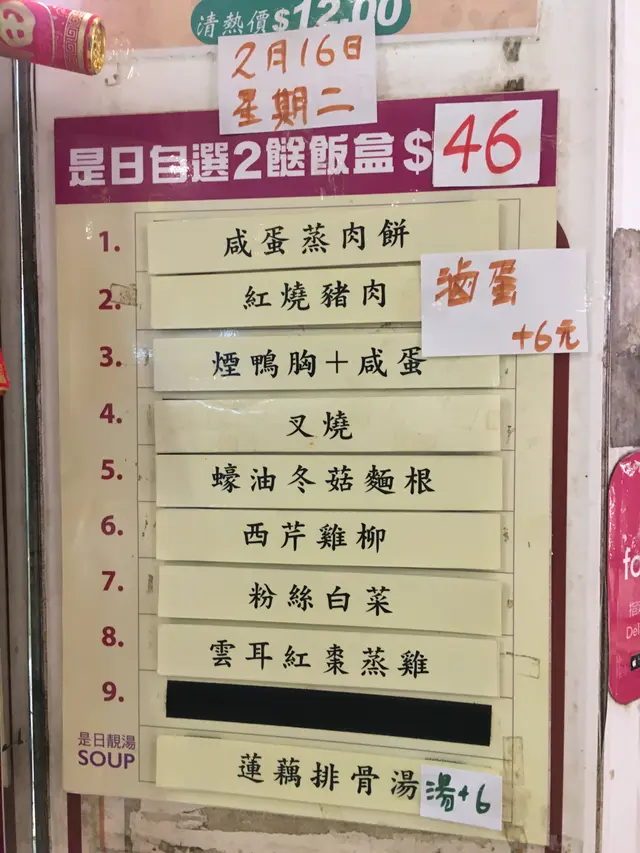 清熱價$12.00
2月16日
星期二
是日自選2餸飯盒$46
1. 咸蛋蒸肉餅
2. 紅燒豬肉
滷蛋
+6元
3. 煙鴨胸+咸蛋
4. 叉燒
5. 蠔油冬菇麵根
6. 西芹雞柳
7. 粉絲白菜
8. 雲耳紅棗蒸雞
9.
是日靚湯
SOUP
蓮藕排骨湯
湯+6